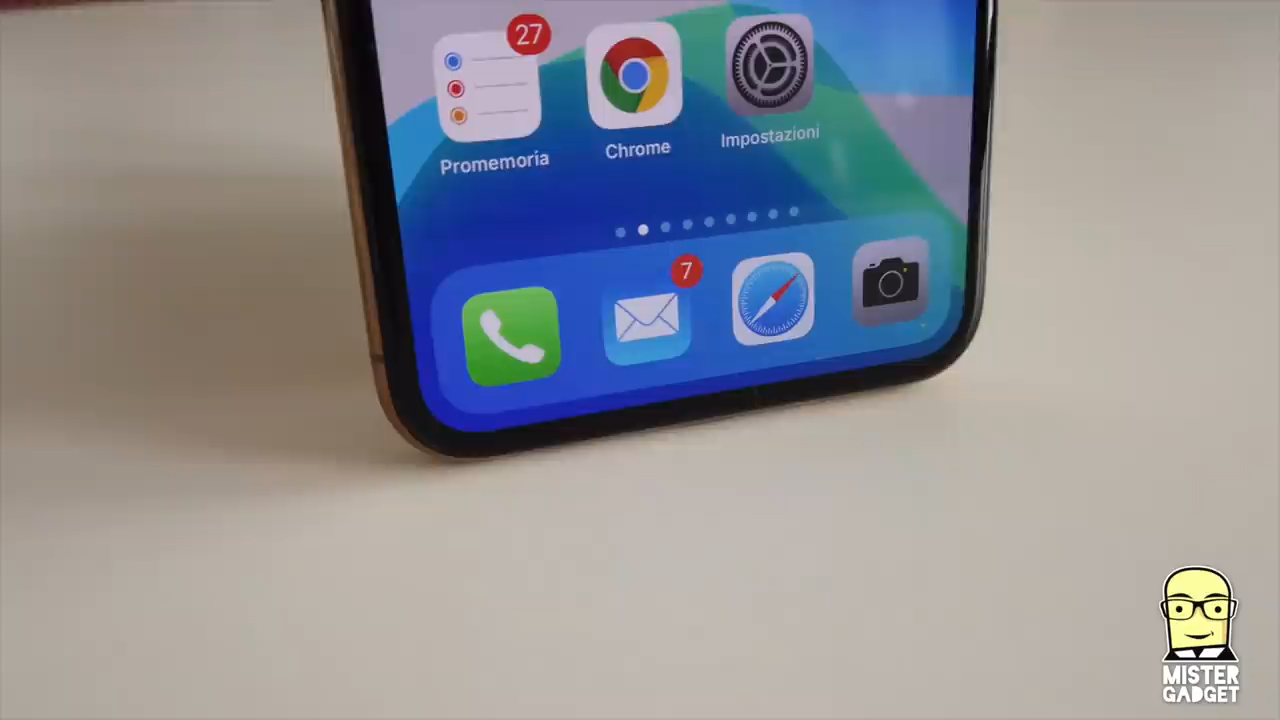 27
Promemoria
Chrome
Impostazioni
7
MISTER
GADGET